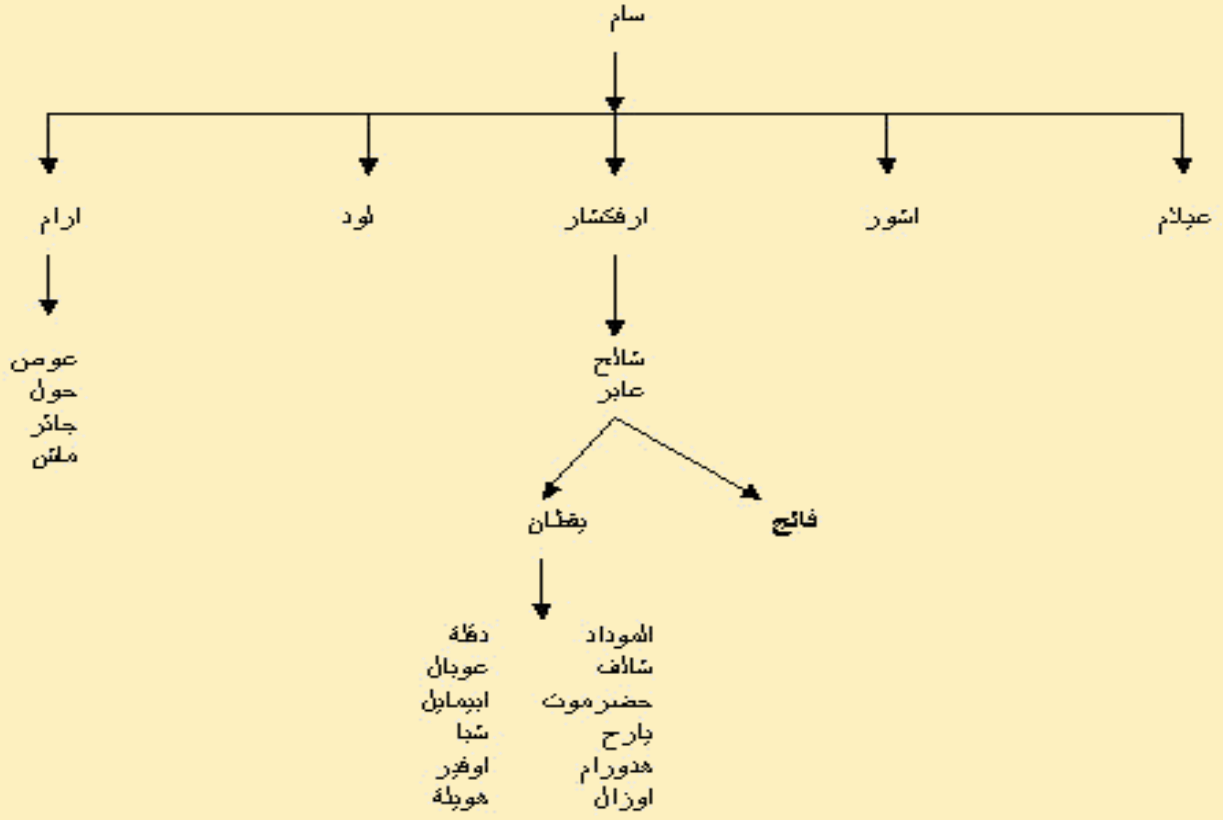 سام
عيلام
اشور
ارفكشار
لود
ارام
شالح
عابر
عوص
حول
جاثر
ماش
فالج
يقطان
الموداد
شالف
حضرموت
يارح
هدورام
اوزال
دقلة
عوبال
ابيمايل
شبا
اوفير
هويلة